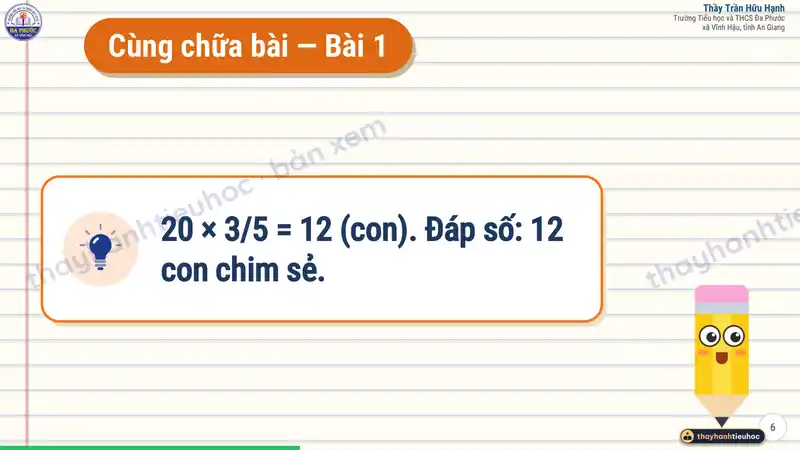 Thầy Trần Hữu Hạnh
Trường Tiểu học và THCS Đa Phước
xã Vĩnh Hậu, tỉnh An Giang
ĐA PHƯỚC
Cùng chữa bài – Bài 1
thayhanhtieuhoc · bản xem
20 × 3/5 = 12 (con). Đáp số: 12
con chim sẻ.
thayhanhtie
thayhanhtieuhoc
6